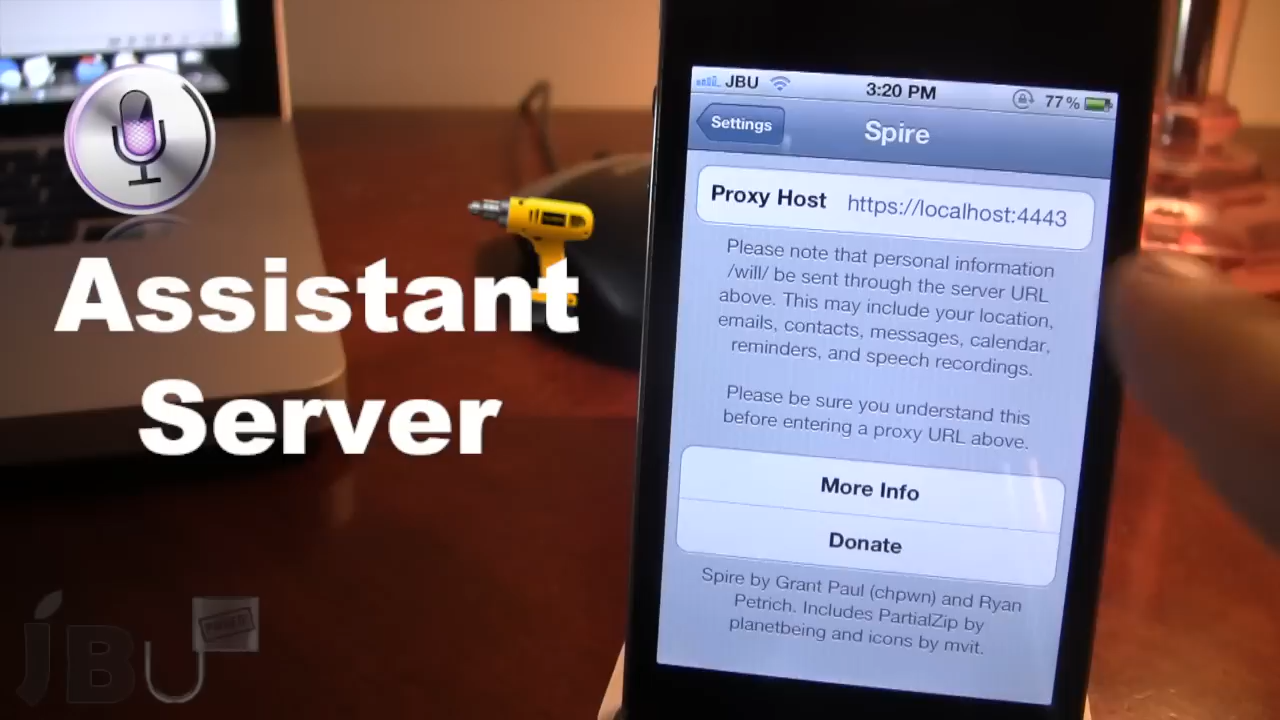 Assistant
Server
JBU
3:20 PM
77%
Settings
Spire
Proxy Host https://localhost:4443
Please note that personal information
/will/ be sent through the server URL
above. This may include your location,
emails, contacts, messages, calendar,
reminders, and speech recordings.
Please be sure you understand this
before entering a proxy URL above.
More Info
Donate
Spire by Grant Paul (chpwn) and Ryan
Petrich. Includes PartialZip by
planetbeing and icons by mvit.
JBU